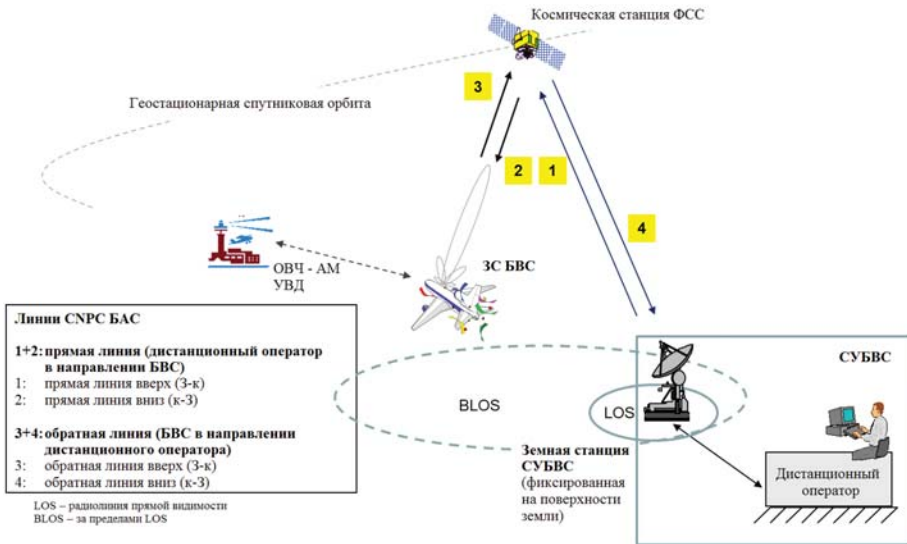 Космическая станция ФСС
Геостационарная спутниковая орбита
3
2
1
4
ОВЧ - АМ
УВД
ЗС БВС
Линии CNPC БАС
1+2: прямая линия (дистанционный оператор
в направлении БВС)
1: прямая линия вверх (З-к)
2: прямая линия вниз (к-З)
3+4: обратная линия (БВС в направлении
дистанционного оператора)
3: обратная линия вверх (З-к)
4: обратная линия вниз (к-З)
LOS – радиолиния прямой видимости
BLOS – за пределами LOS
BLOS
LOS
СУБВС
Земная станция
СУБВС
(фиксированная
на поверхности
земли)
Дистанционный
оператор